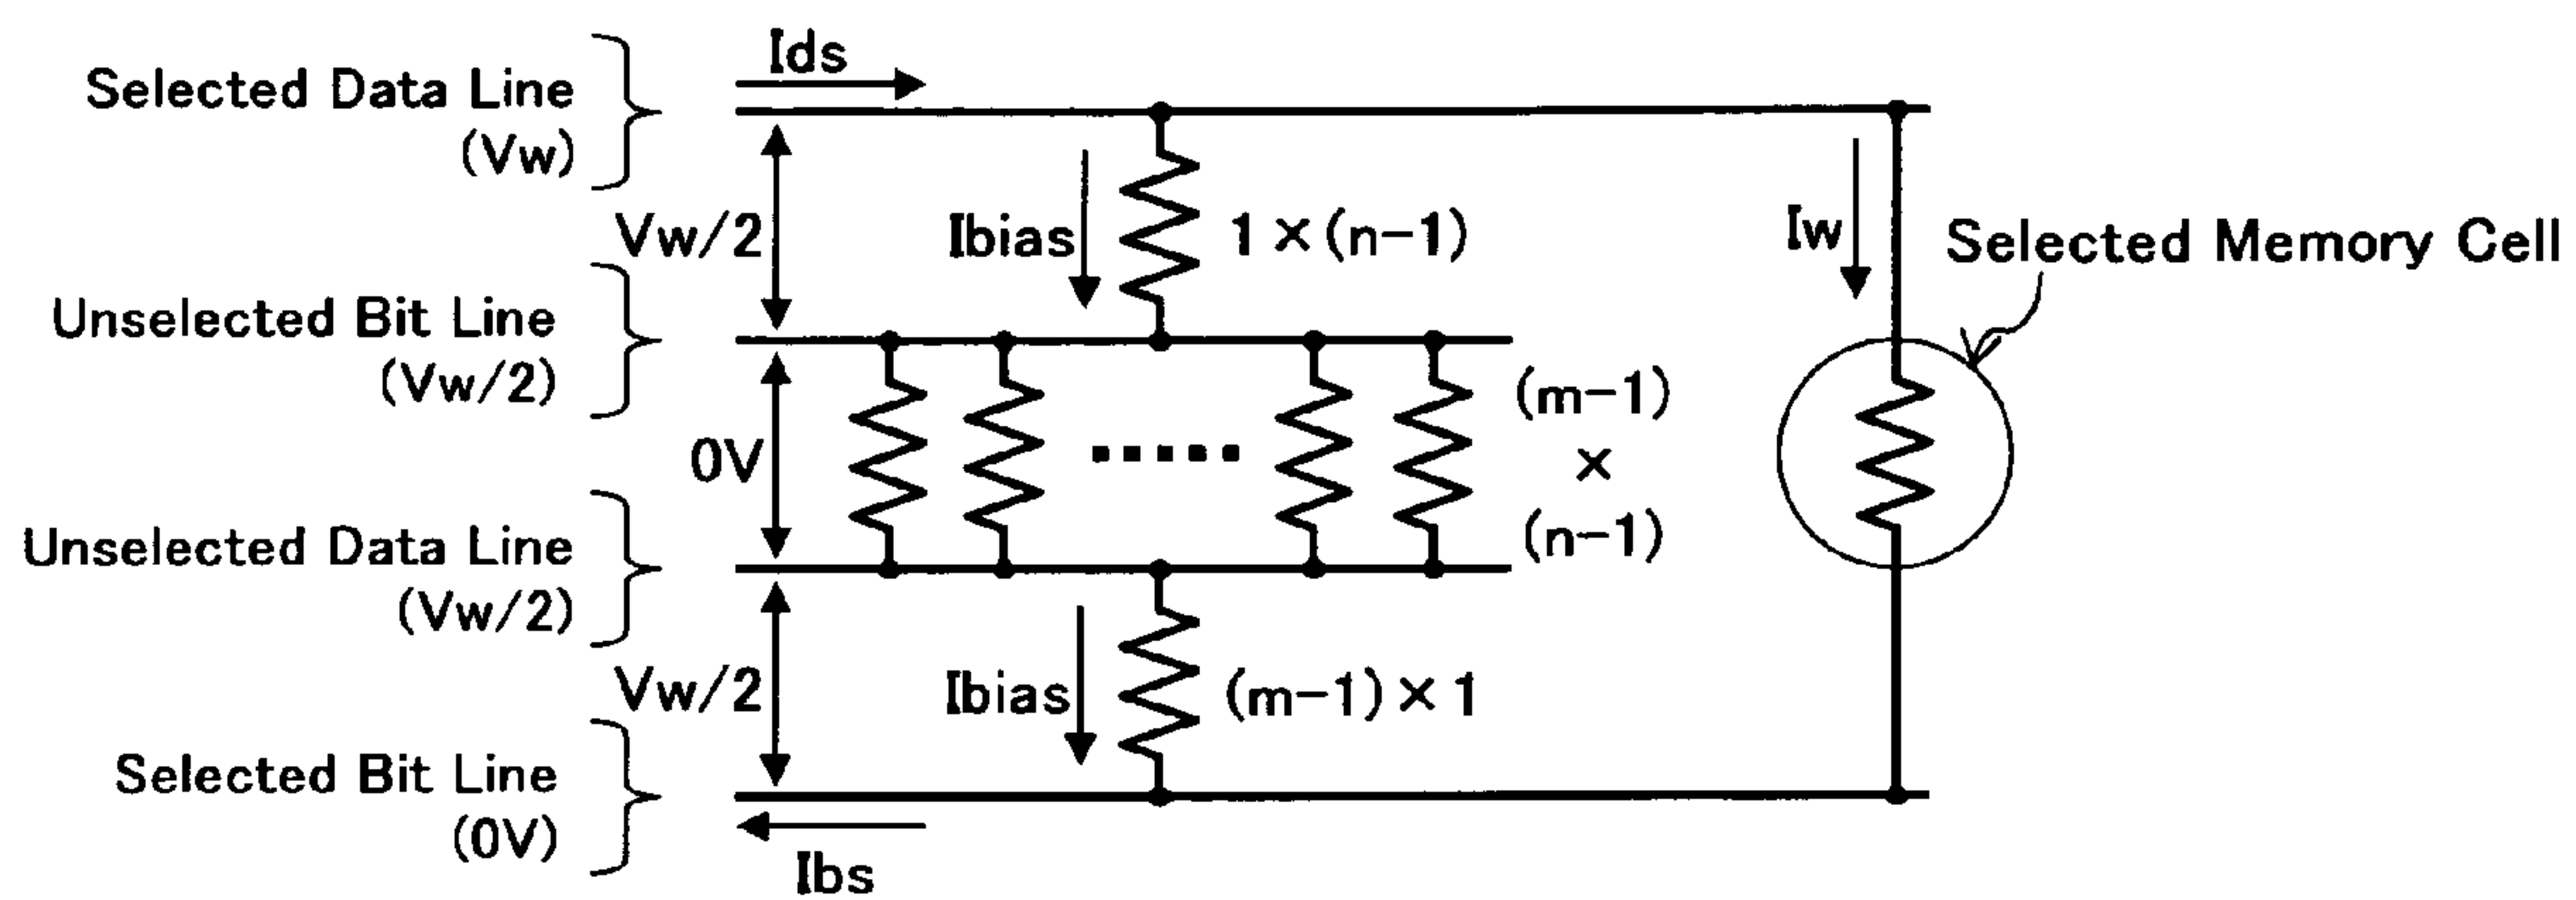 Ids
Selected Data Line
(Vw)
Vw/2
Ibias
1×(n-1)
Iw
Selected Memory Cell
Unselected Bit Line
(Vw/2)
0V
(m-1)
×
(n-1)
Unselected Data Line
(Vw/2)
Vw/2
Ibias
(m-1)×1
Selected Bit Line
(0V)
Ibs